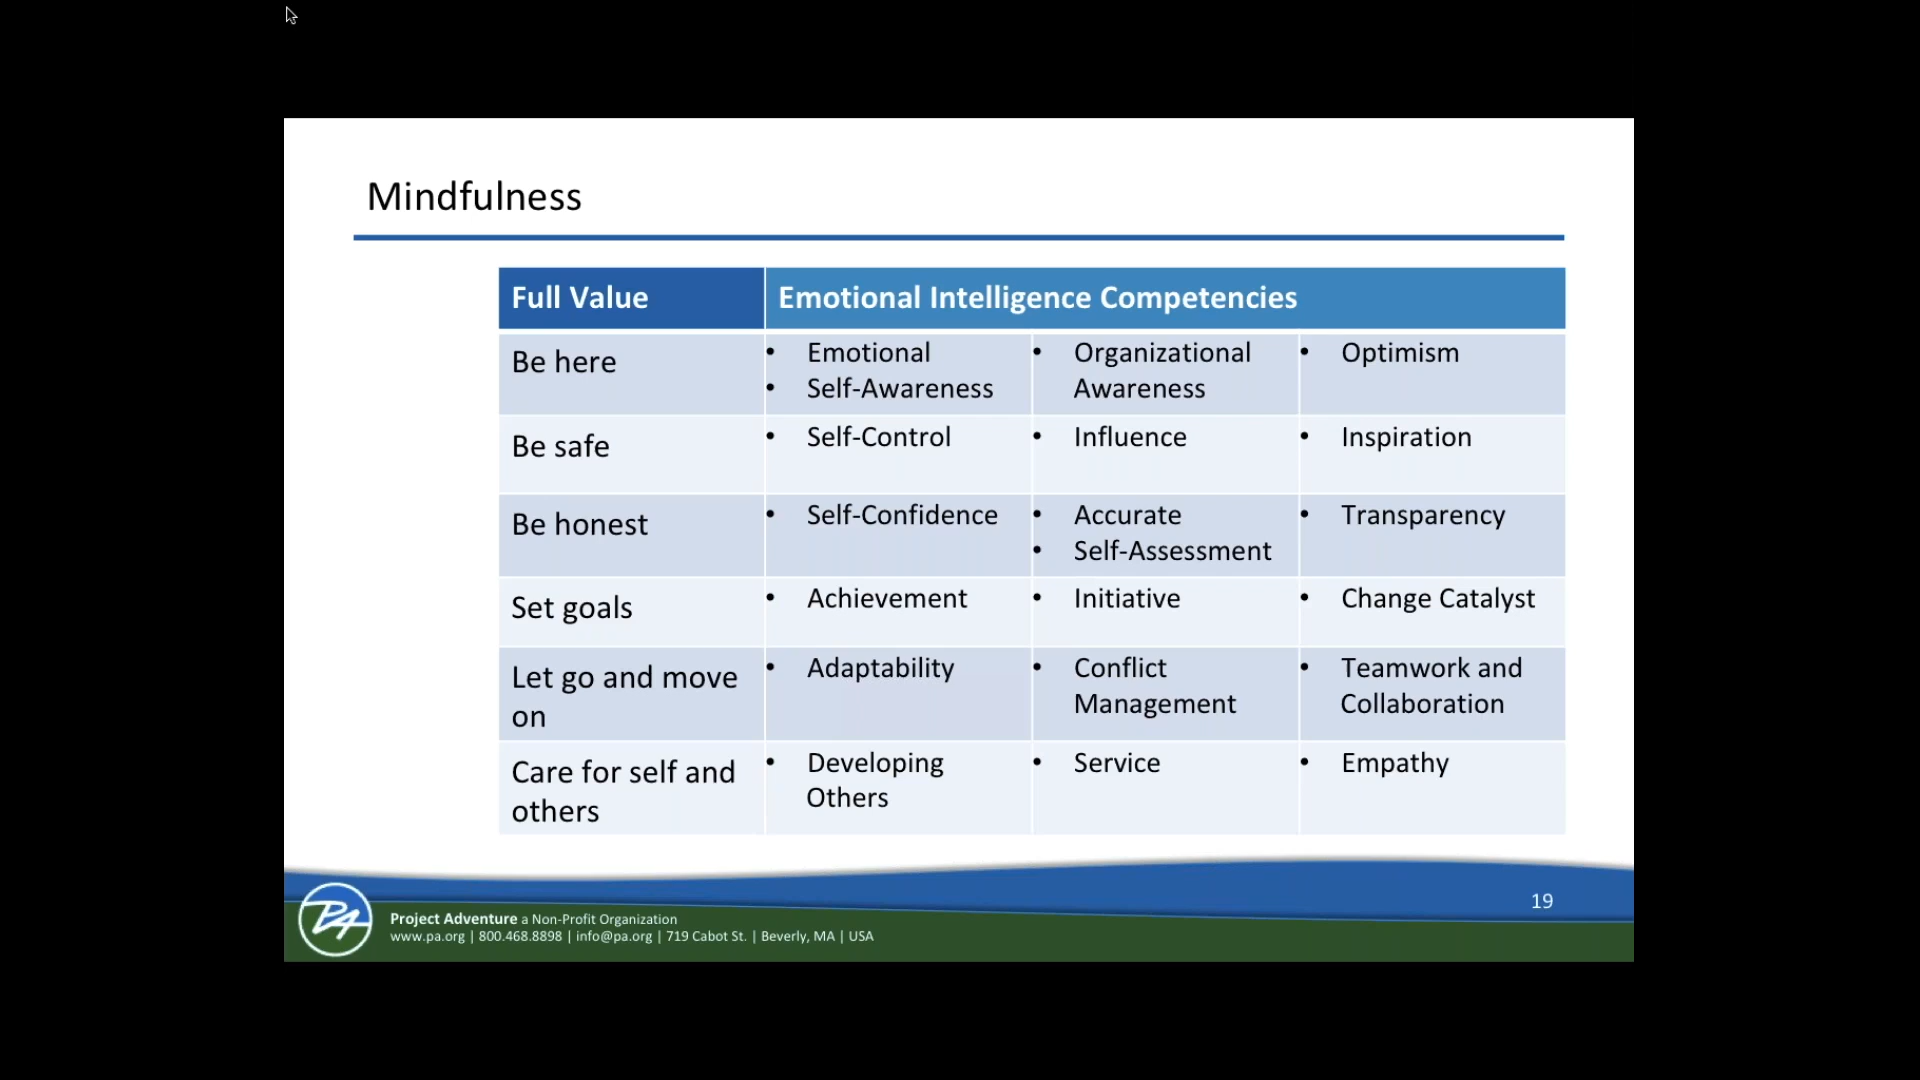 Mindfulness
Full Value
Emotional Intelligence Competencies
Be here
• Emotional
• Self-Awareness
• Organizational
Awareness
• Optimism
Be safe
• Self-Control
• Influence
• Inspiration
Be honest
• Self-Confidence
• Accurate
• Self-Assessment
• Transparency
Set goals
• Achievement
• Initiative
• Change Catalyst
Let go and move
on
• Adaptability
• Conflict
Management
• Teamwork and
Collaboration
Care for self and
others
• Developing
Others
• Service
• Empathy
19
PA
Project Adventure a Non-Profit Organization
www.pa.org | 800.468.8898 | info@pa.org | 719 Cabot St. | Beverly, MA | USA